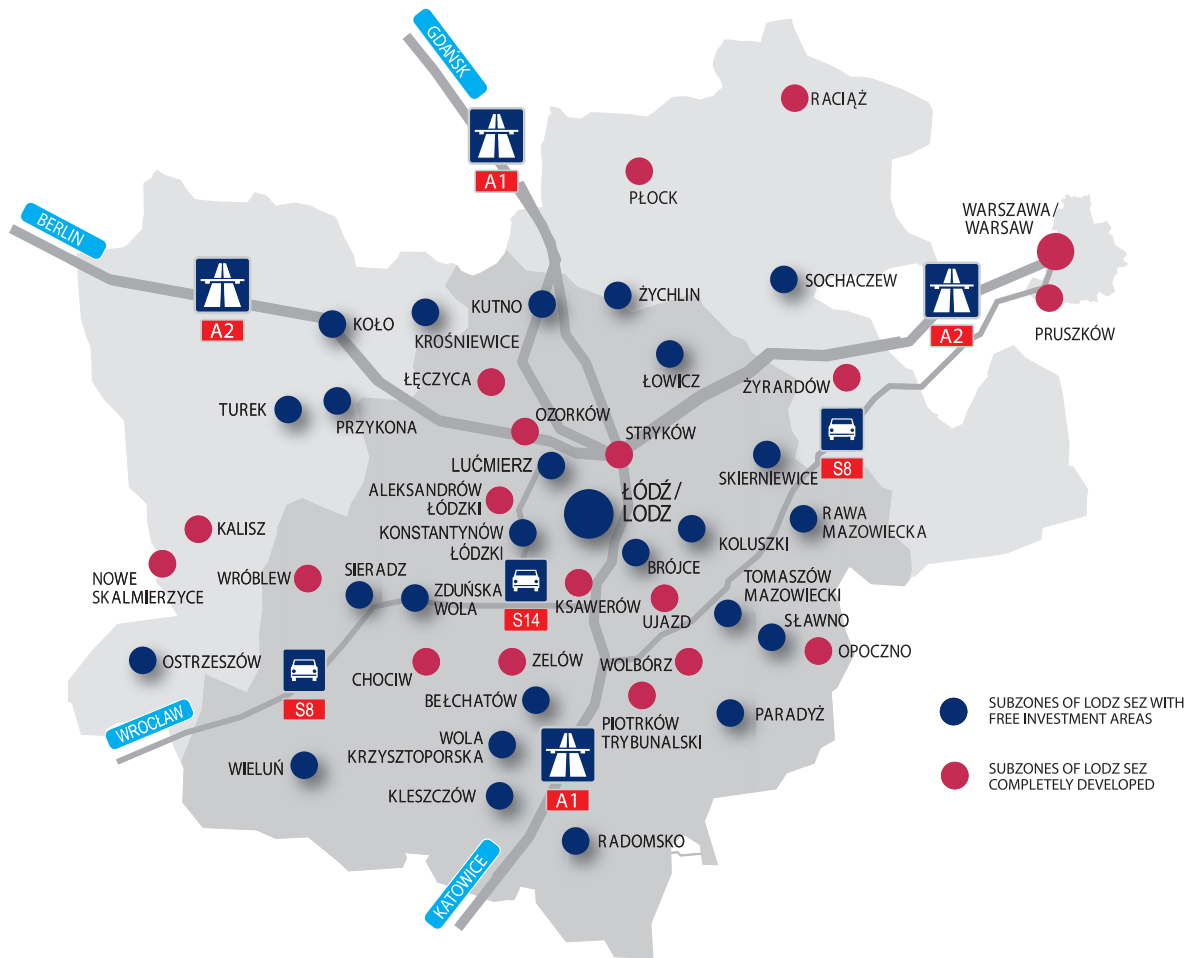 GDAŃSK
A1
RACIĄŻ
PŁOCK
WARSZAWA/
WARSAW
BERLIN
A2
SOCHACZEW
ŻYCHLIN
KUTNO
KOŁO
KROŚNIEWICE
A2
PRUSZKÓW
ŁOWICZ
ŁĘCZYCA
ŻYRARDÓW
TUREK
PRZYKONA
OZORKÓW
STRYKÓW
S8
LUĆMIERZ
SKIERNIEWICE
ALEKSANDRÓW
ŁÓDZKI
ŁÓDŹ/
LODZ
KONSTANTYNÓW
ŁÓDZKI
KOLUSZKI
RAWA
MAZOWIECKA
KALISZ
NOWE
SKALMIERZYCE
WRÓBLEW
SIERADZ
ZDUŃSKA
WOLA
S14
KSAWERÓW
BRÓJCE
UJAZD
TOMASZÓW
MAZOWIECKI
SŁAWNO
OPOCZNO
OSTRZESZÓW
S8
CHOCIW
ZELÓW
WOLBÓRZ
BEŁCHATÓW
PIOTRKÓW
TRYBUNALSKI
PARADYŻ
WROCŁAW
WIELUŃ
WOLA
KRZYSZTOPORSKA
A1
KLESZCZÓW
RADOMSKO
KATOWICE
SUBZONES OF LODZ SEZ WITH
FREE INVESTMENT AREAS
SUBZONES OF LODZ SEZ
COMPLETELY DEVELOPED